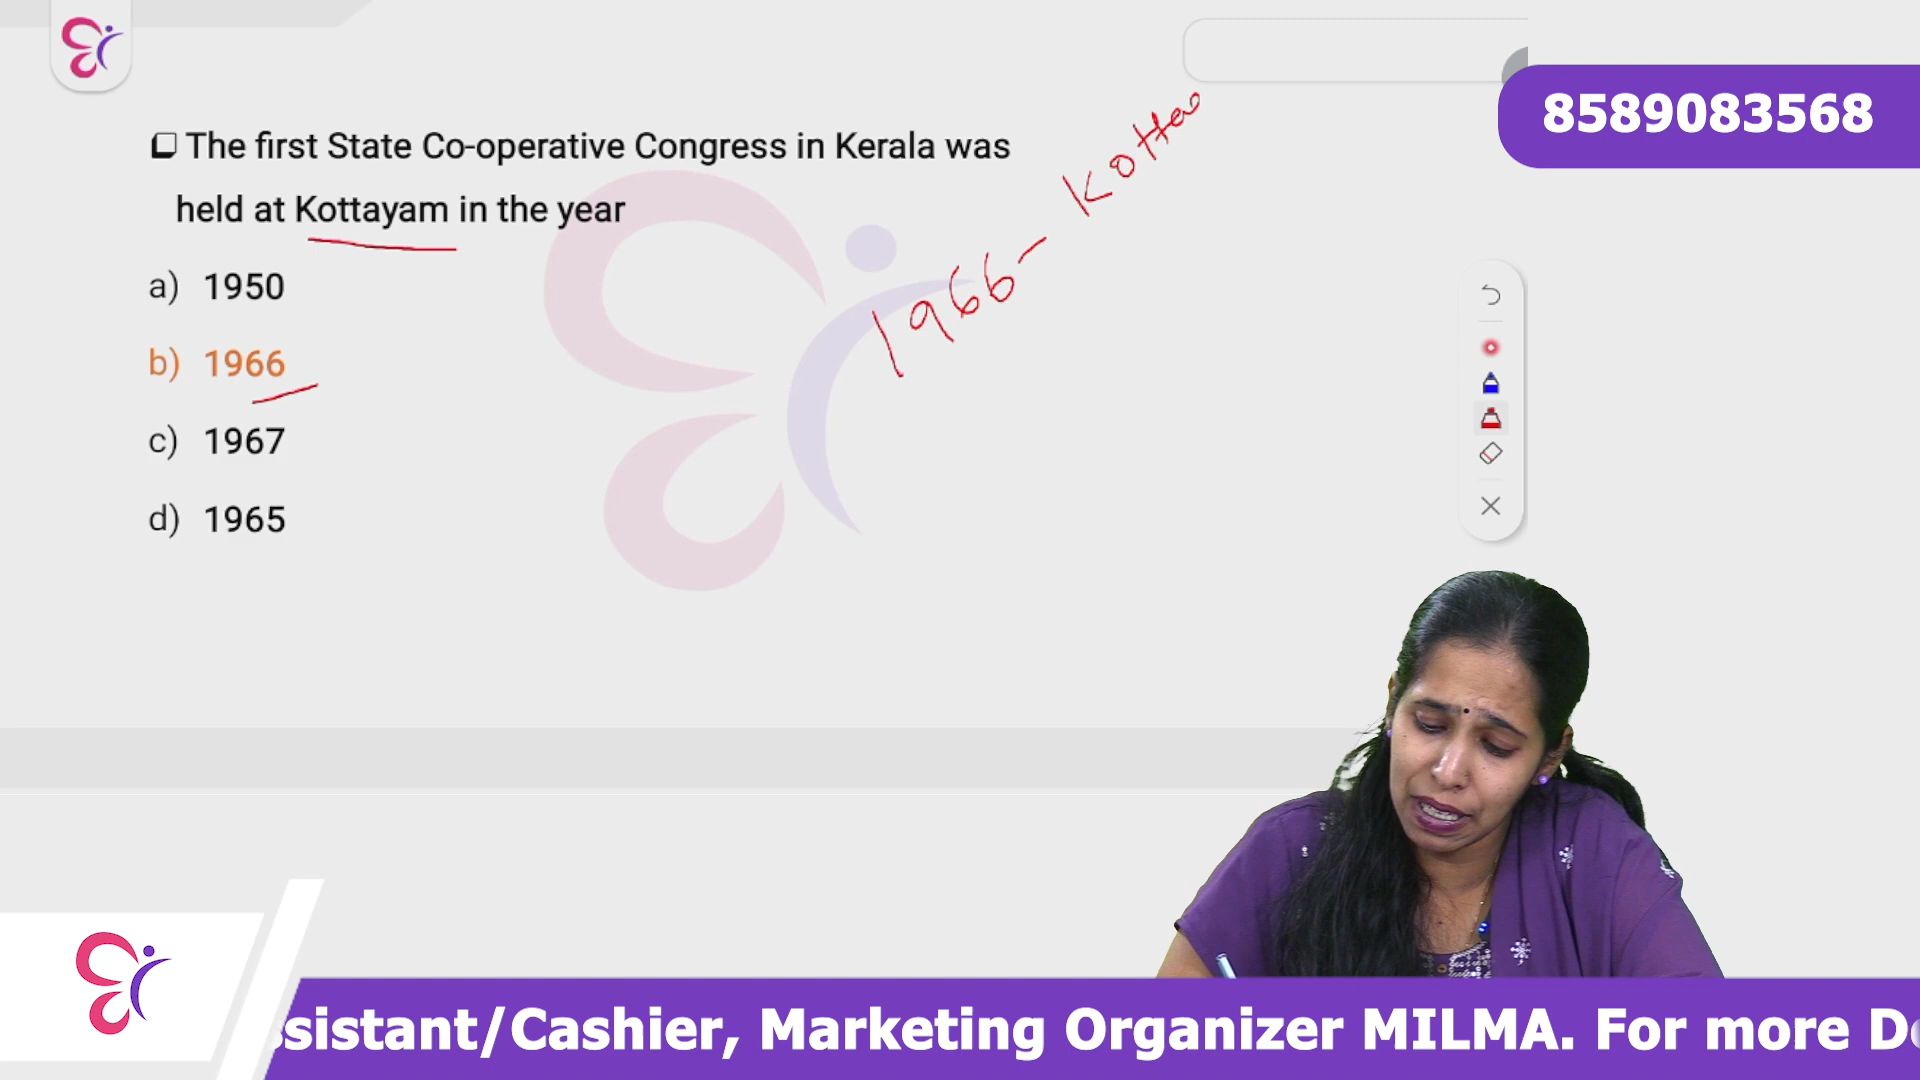 8589083568
❏ The first State Co-operative Congress in Kerala was
held at Kottayam in the year
a) 1950
b) 1966
c) 1967
d) 1965
1966 - Kotta
ssistant/Cashier, Marketing Organizer MILMA. For more D